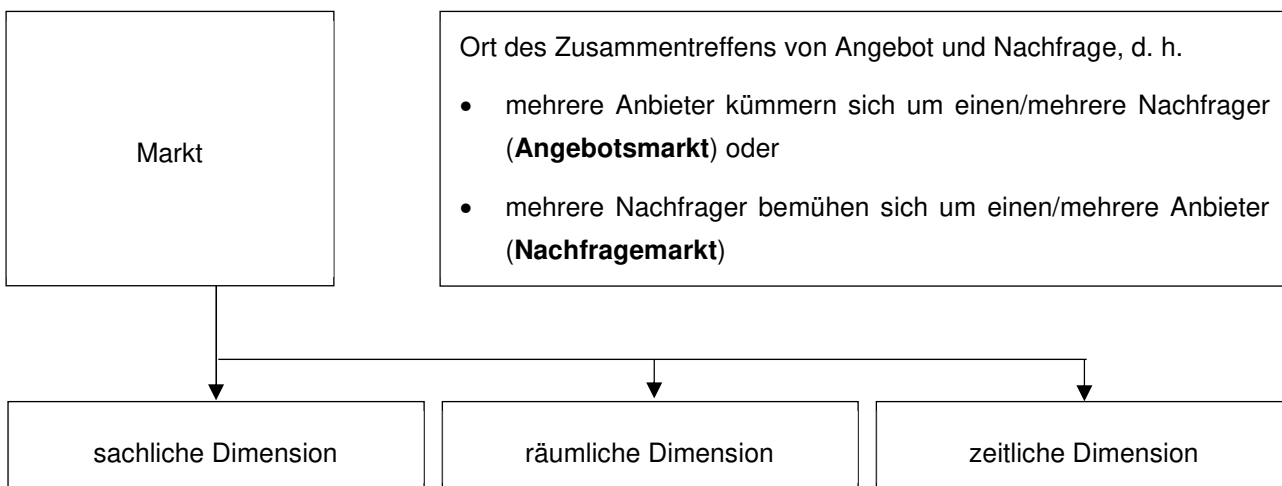 Markt
Ort des Zusammentreffens von Angebot und Nachfrage, d. h.
• mehrere Anbieter kümmern sich um einen/mehrere Nachfrager
(Angebotsmarkt) oder
• mehrere Nachfrager bemühen sich um einen/mehrere Anbieter
(Nachfragemarkt)
sachliche Dimension
räumliche Dimension
zeitliche Dimension